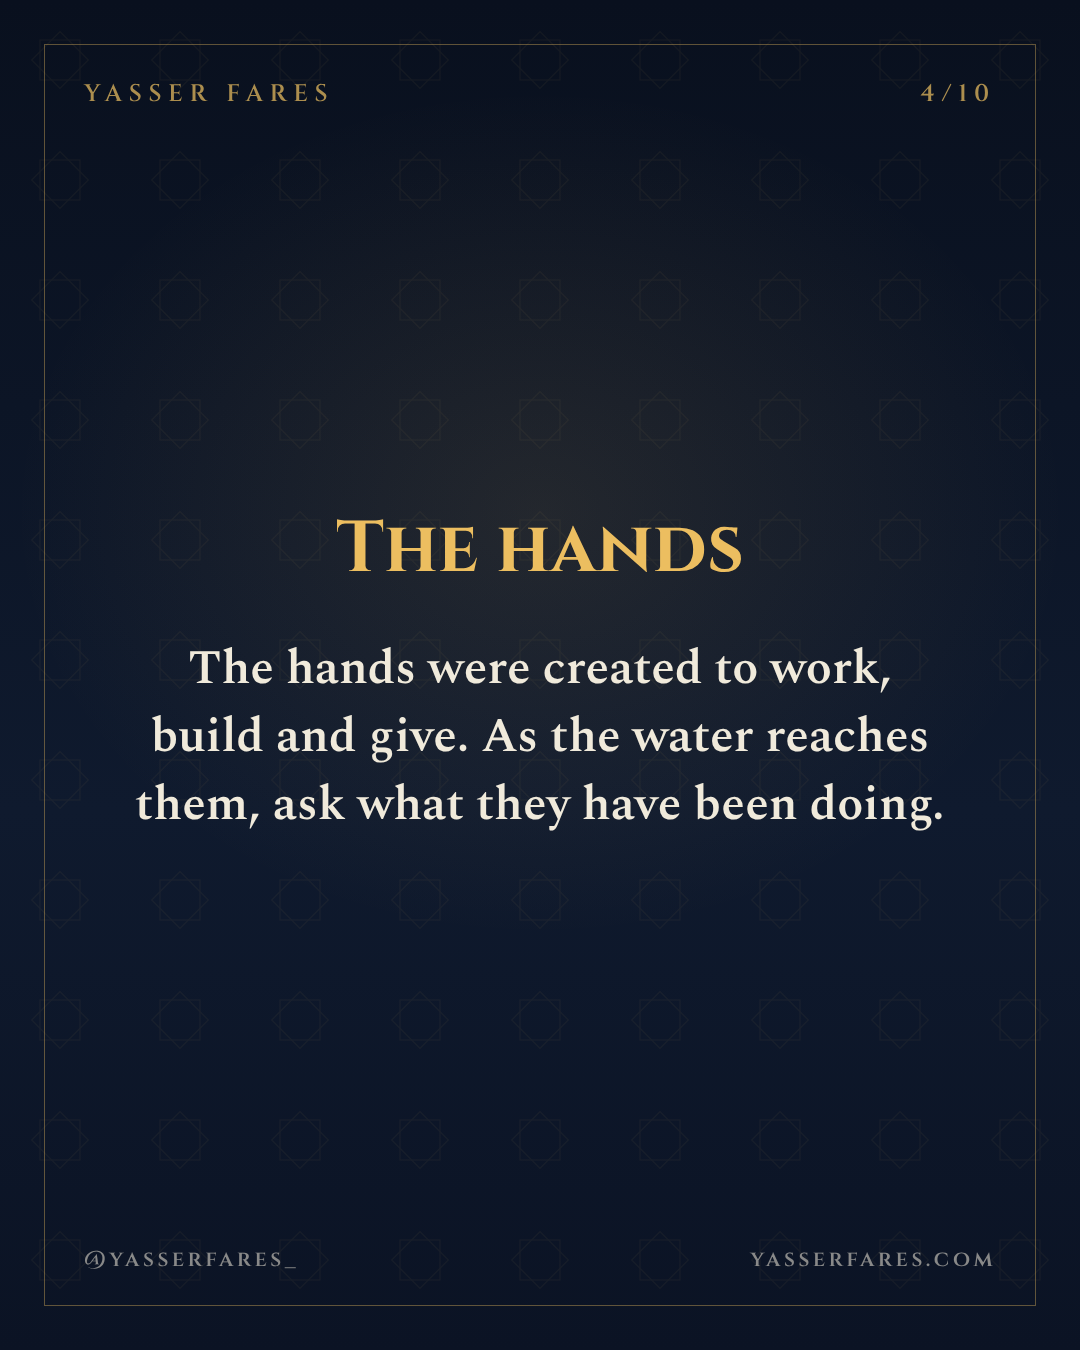 YASSER FARES
4/10
The hands
The hands were created to work,
build and give. As the water reaches
them, ask what they have been doing.
@YASSERFARES_
YASSERFARES.COM